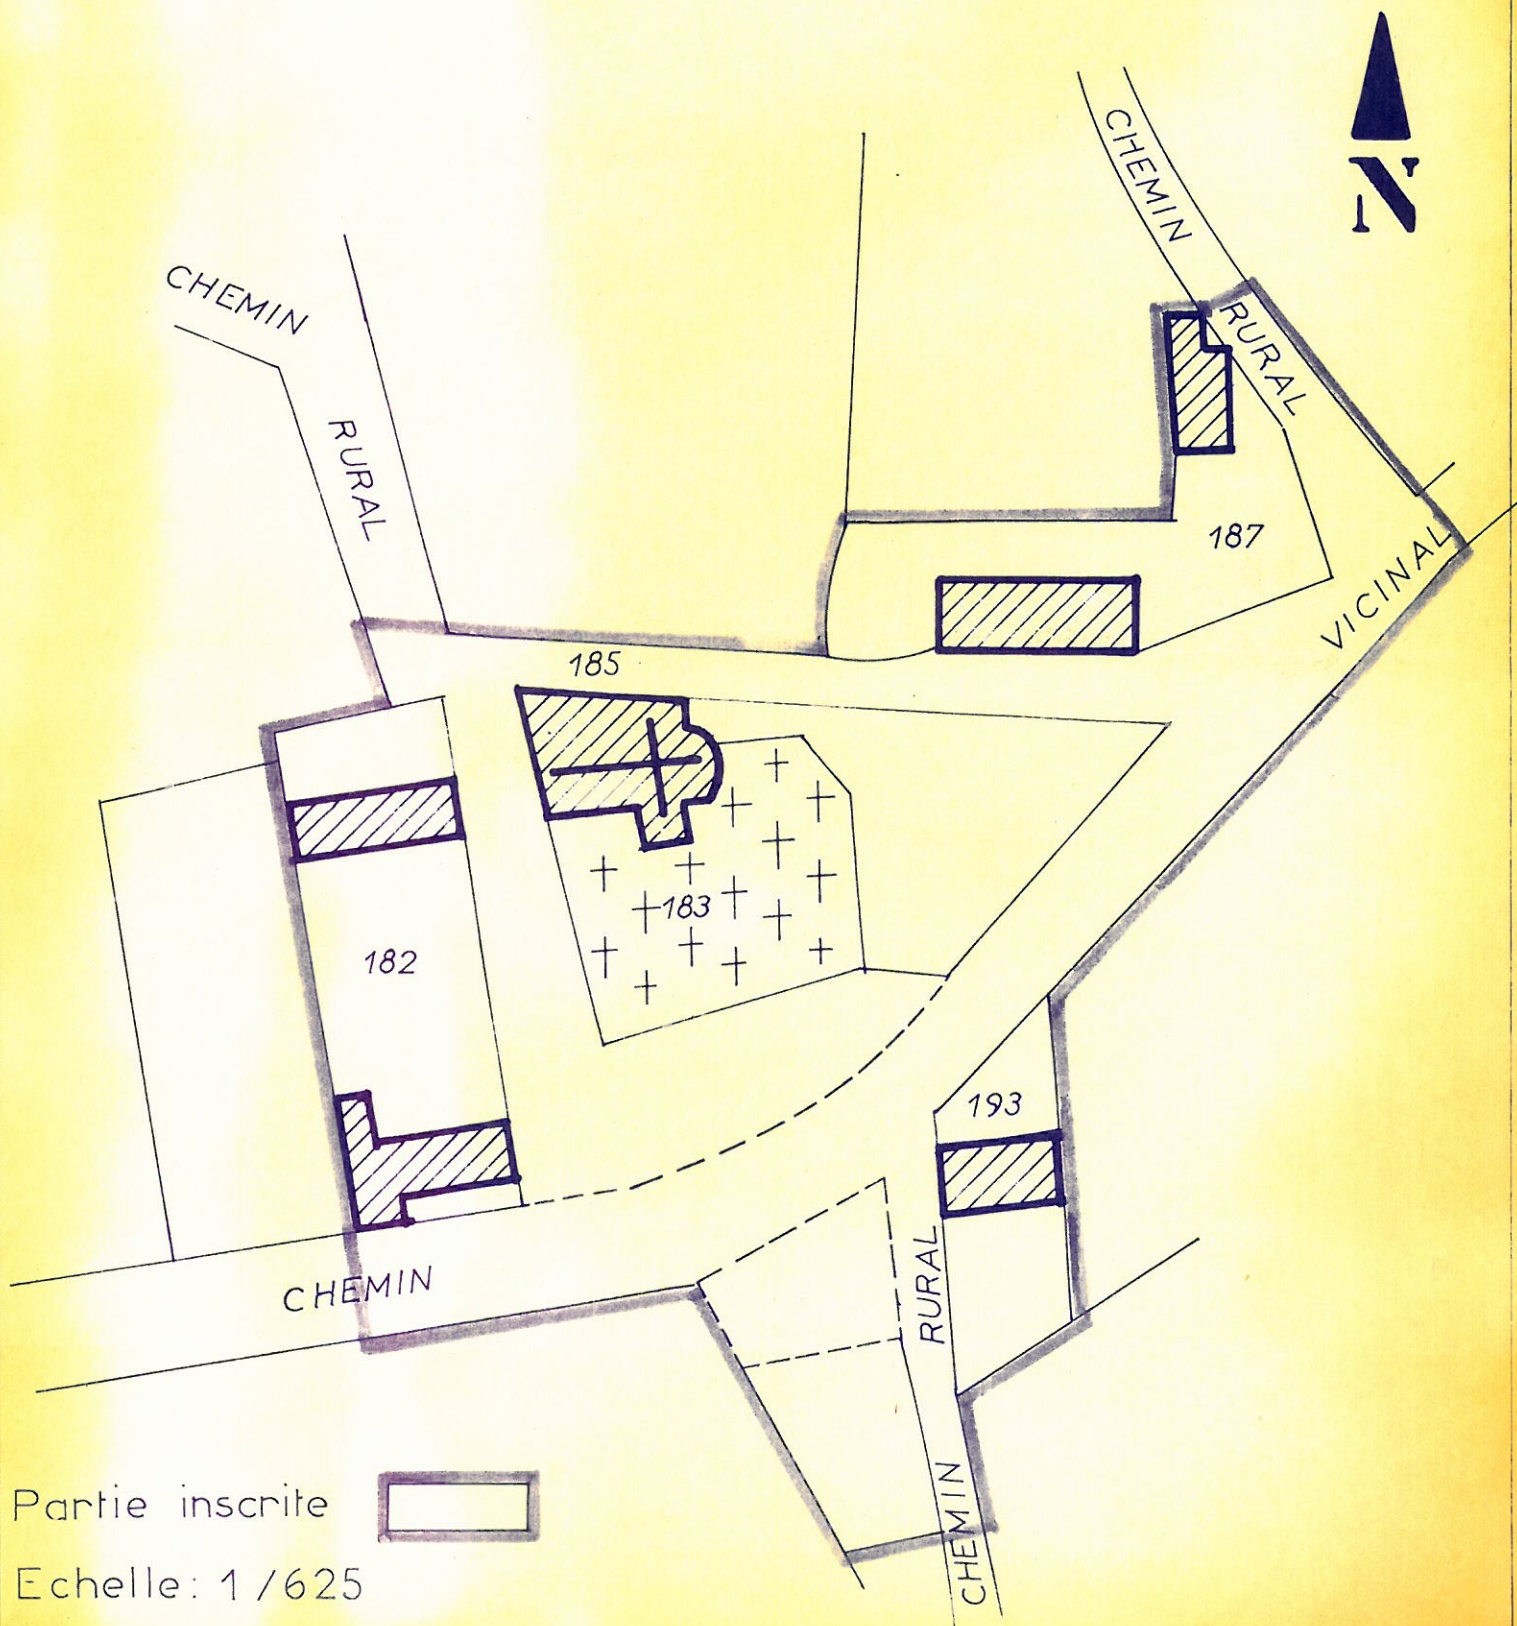 N
CHEMIN
RURAL
CHEMIN
RURAL
187
VICINAL
185
183
182
193
CHEMIN
RURAL
CHEMIN
Partie inscrite
Echelle: 1/625